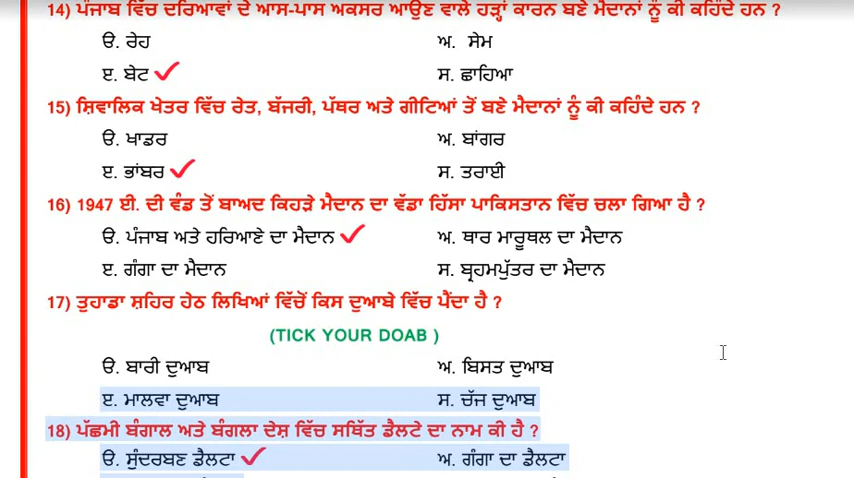 14) ਪੰਜਾਬ ਵਿੱਚ ਦਰਿਆਵਾਂ ਦੇ ਆਸ-ਪਾਸ ਅਕਸਰ ਆਉਣ ਵਾਲੇ ਹੜ੍ਹਾਂ ਕਾਰਨ ਬਣੇ ਮੈਦਾਨਾਂ ਨੂੰ ਕੀ ਕਹਿੰਦੇ ਹਨ ?
ੳ. ਰੇਹ ਅ. ਸੇਮ
ੲ. ਬੇਟ ਸ. ਛਾਹਿਆ
15) ਸ਼ਿਵਾਲਿਕ ਖੇਤਰ ਵਿੱਚ ਰੇਤ, ਬੱਜਰੀ, ਪੱਥਰ ਅਤੇ ਗੀਟਿਆਂ ਤੋਂ ਬਣੇ ਮੈਦਾਨਾਂ ਨੂੰ ਕੀ ਕਹਿੰਦੇ ਹਨ ?
ੳ. ਖਾਡਰ ਅ. ਬਾਂਗਰ
ੲ. ਭਾਂਬਰ ਸ. ਤਰਾਈ
16) 1947 ਈ. ਦੀ ਵੰਡ ਤੋਂ ਬਾਅਦ ਕਿਹੜੇ ਮੈਦਾਨ ਦਾ ਵੱਡਾ ਹਿੱਸਾ ਪਾਕਿਸਤਾਨ ਵਿੱਚ ਚਲਾ ਗਿਆ ਹੈ ?
ੳ. ਪੰਜਾਬ ਅਤੇ ਹਰਿਆਣੇ ਦਾ ਮੈਦਾਨ ਅ. ਥਾਰ ਮਾਰੂਥਲ ਦਾ ਮੈਦਾਨ
ੲ. ਗੰਗਾ ਦਾ ਮੈਦਾਨ ਸ. ਬ੍ਰਹਮਪੁੱਤਰ ਦਾ ਮੈਦਾਨ
17) ਤੁਹਾਡਾ ਸ਼ਹਿਰ ਹੇਠ ਲਿਖਿਆਂ ਵਿੱਚੋਂ ਕਿਸ ਦੁਆਬੇ ਵਿੱਚ ਪੈਂਦਾ ਹੈ ?
(TICK YOUR DOAB )
ੳ. ਬਾਰੀ ਦੁਆਬ ਅ. ਬਿਸਤ ਦੁਆਬ
ੲ. ਮਾਲਵਾ ਦੁਆਬ ਸ. ਚੱਜ ਦੁਆਬ
18) ਪੱਛਮੀ ਬੰਗਾਲ ਅਤੇ ਬੰਗਲਾ ਦੇਸ਼ ਵਿੱਚ ਸਥਿੱਤ ਡੈਲਟੇ ਦਾ ਨਾਮ ਕੀ ਹੈ ?
ੳ. ਸੁੰਦਰਬਣ ਡੈਲਟਾ ਅ. ਗੰਗਾ ਦਾ ਡੈਲਟਾ